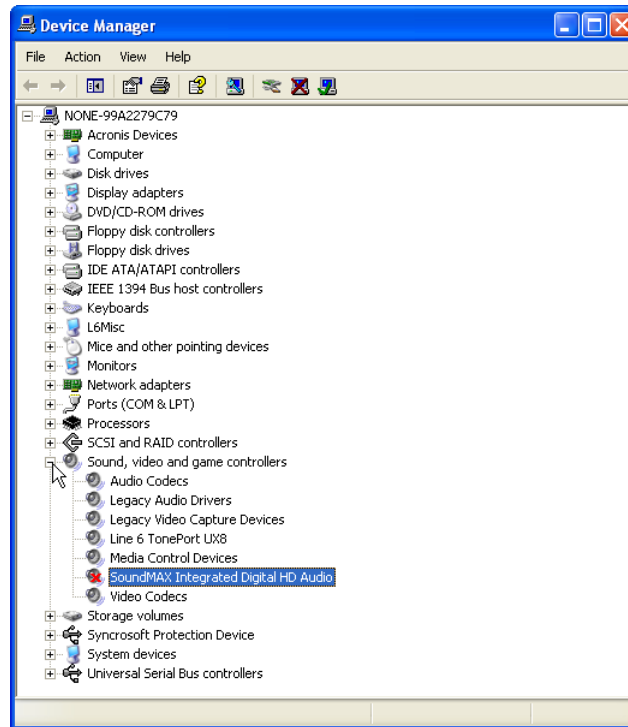 Device Manager
File Action View Help
NONE-99A2279C79
Acronis Devices
Computer
Disk drives
Display adapters
DVD/CD-ROM drives
Floppy disk controllers
Floppy disk drives
IDE ATA/ATAPI controllers
IEEE 1394 Bus host controllers
Keyboards
L6Misc
Mice and other pointing devices
Monitors
Network adapters
Ports (COM & LPT)
Processors
SCSI and RAID controllers
Sound, video and game controllers
Audio Codecs
Legacy Audio Drivers
Legacy Video Capture Devices
Line 6 TonePort UX8
Media Control Devices
SoundMAX Integrated Digital HD Audio
Video Codecs
Storage volumes
Syncrosoft Protection Device
System devices
Universal Serial Bus controllers